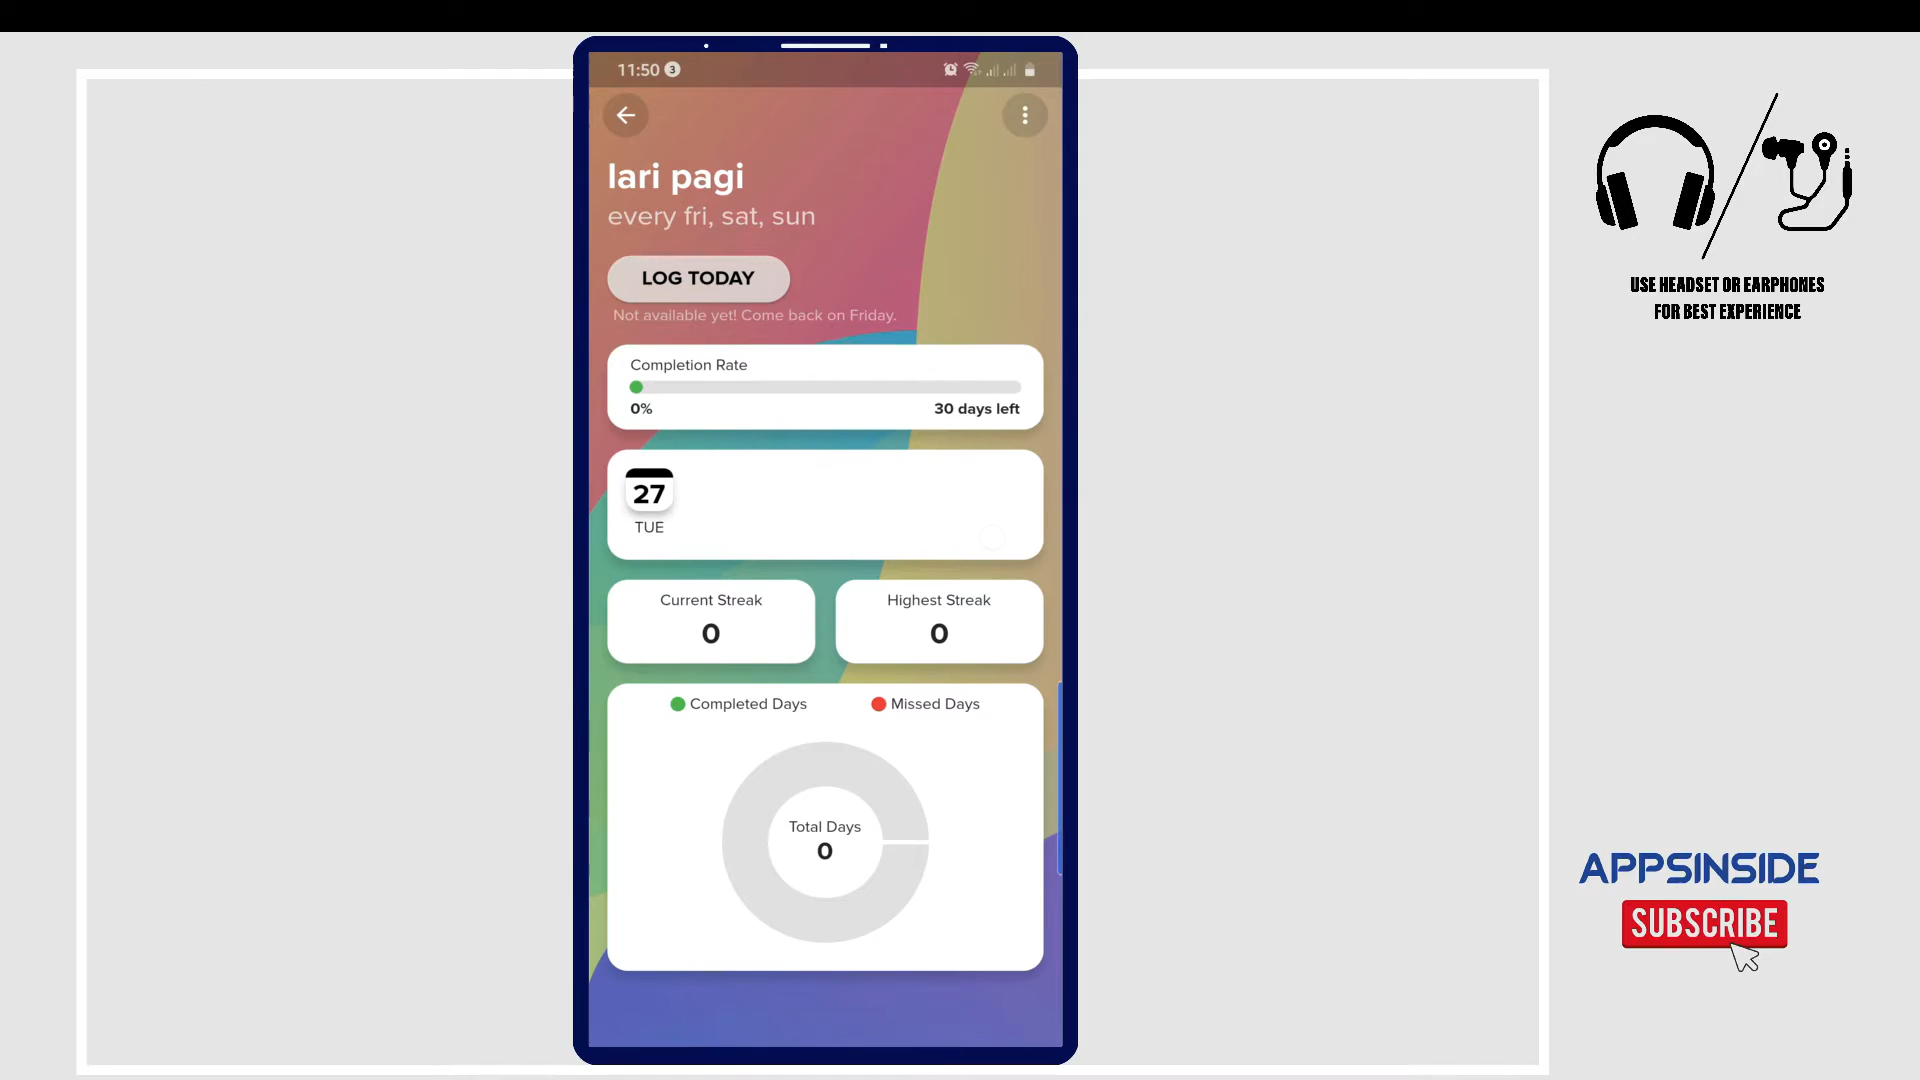 11:50 3
lari pagi
every fri, sat, sun
LOG TODAY
Not available yet! Come back on Friday.
Completion Rate
0% 30 days left
27
TUE
Current Streak
0
Highest Streak
0
Completed Days Missed Days
Total Days
0
USE HEADSET OR EARPHONES
FOR BEST EXPERIENCE
APPSINSIDE
SUBSCRIBE